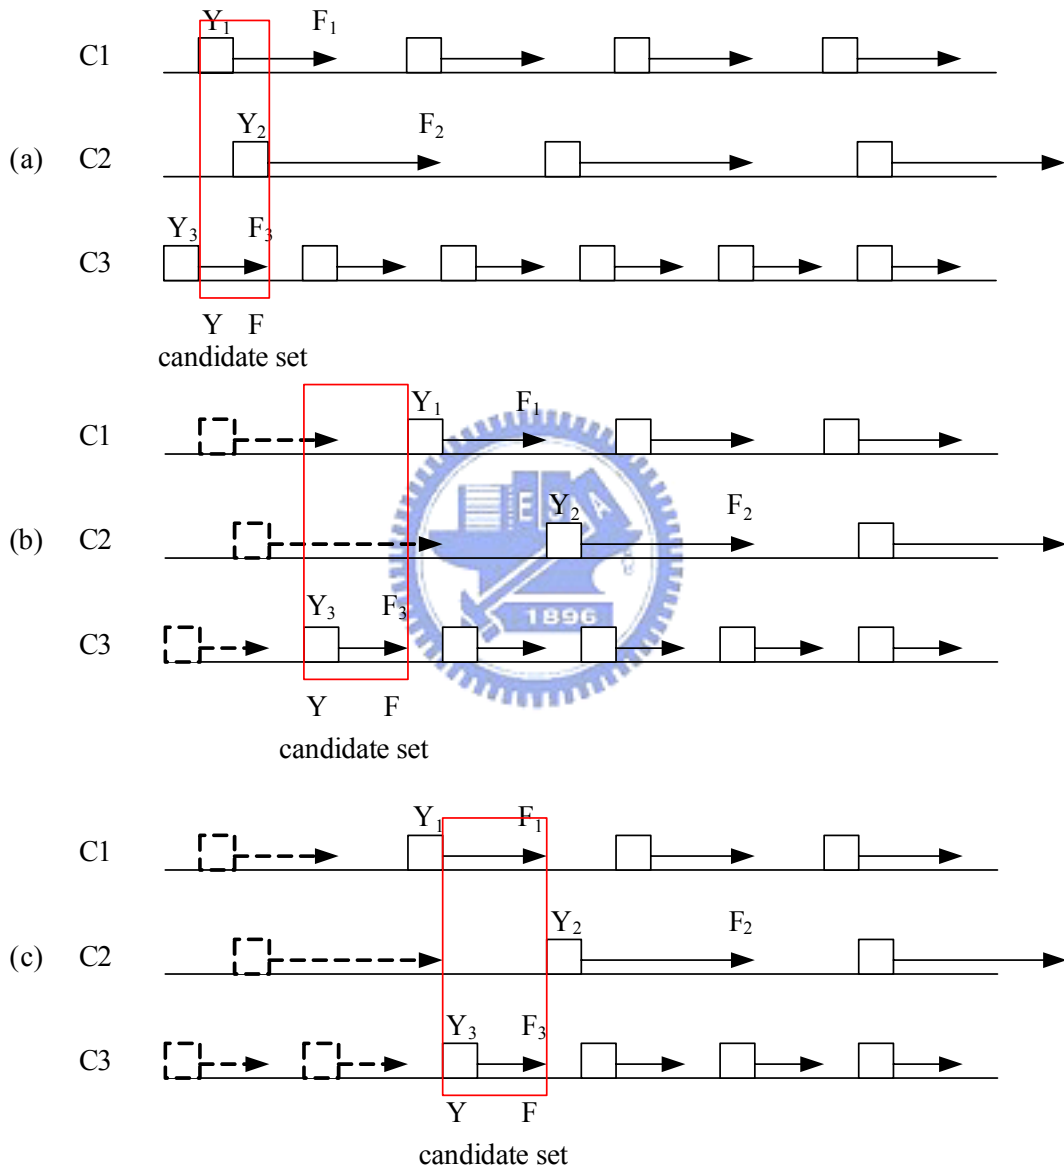 Y1 F1
C1
Y2 F2
(a) C2
Y3 F3
C3
Y F
candidate set
Y1 F1
C1
E S A
Y2 F2
(b) C2
Y3 F3
1896
C3
Y F
candidate set
Y1 F1
C1
Y2 F2
(c) C2
Y3 F3
C3
Y F
candidate set